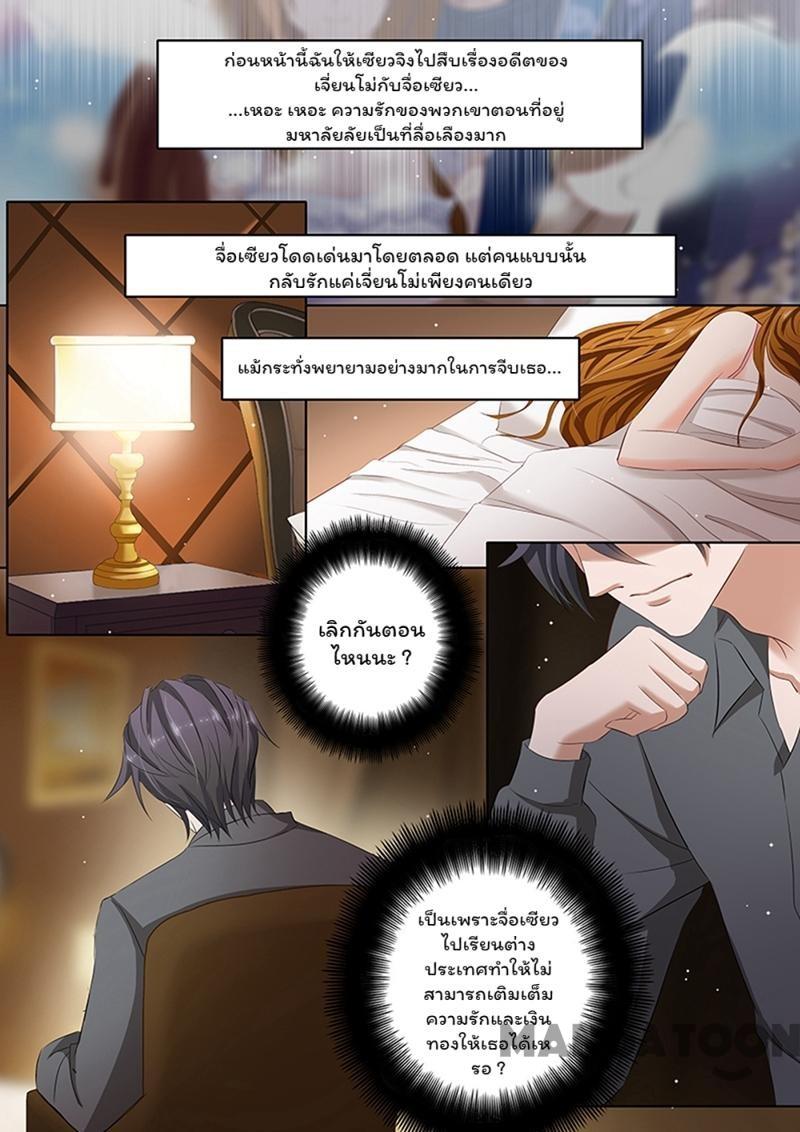 ก่อนหน้านี้ฉันให้เซียวจิงไปสืบเรื่องอดีตของ
เจี่ยนโม่กับจื่อเซียว...
...เหอะ เหอะ ความรักของพวกเขาตอนที่อยู่
มหาลัยลัยเป็นที่ลื่อเลืองมาก
จื่อเซียวโดดเด่นมาโดยตลอด แต่คนแบบนั้น
กลับรักแค่เจี่ยนโม่เพียงคนเดียว
แม้กระทั่งพยายามอย่างมากในการจีบเธอ...
เลิกกันตอน
ไหนนะ ?
เป็นเพราะจื่อเซียว
ไปเรียนต่าง
ประเทศทำให้ไม่
สามารถเติมเต็ม
ความรักและเงิน
ทองให้เธอได้เห
รอ ?
MANGATOON